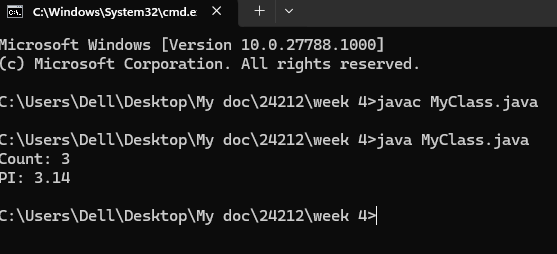 C:\Windows\System32\cmd.e
Microsoft Windows [Version 10.0.27788.1000]
(c) Microsoft Corporation. All rights reserved.
C:\Users\Dell\Desktop\My doc\24212\week 4>javac MyClass.java
C:\Users\Dell\Desktop\My doc\24212\week 4>java MyClass.java
Count: 3
PI: 3.14
C:\Users\Dell\Desktop\My doc\24212\week 4>